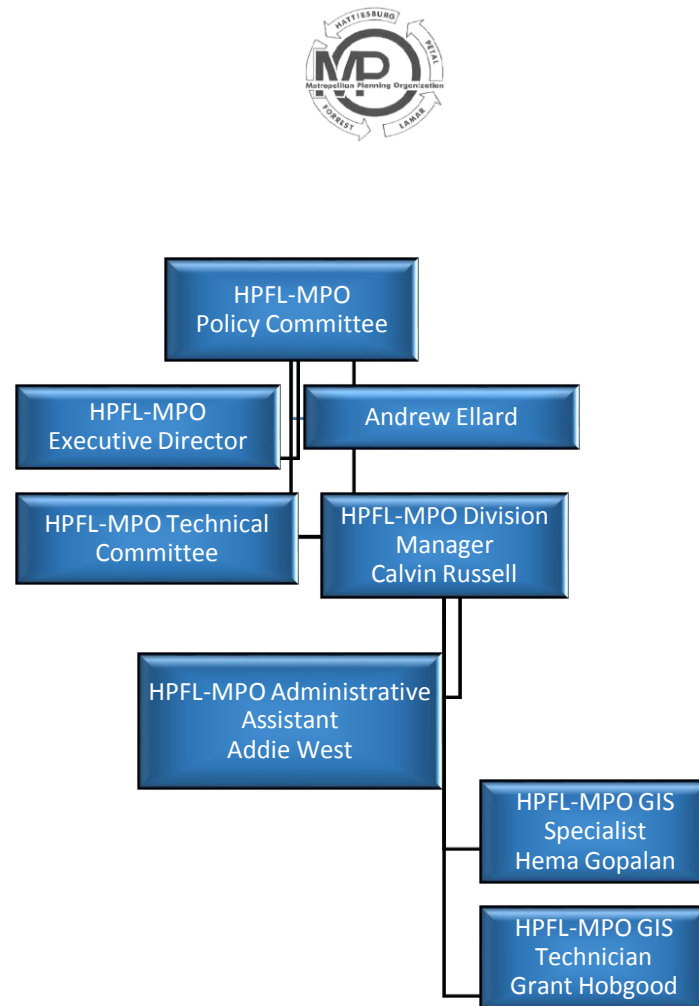 HATTIESBURG
PETAL
MP
Metropolitan Planning Organization
FORREST
LAMAR
HPFL-MPO
Policy Committee
HPFL-MPO
Executive Director
Andrew Ellard
HPFL-MPO Technical
Committee
HPFL-MPO Division
Manager
Calvin Russell
HPFL-MPO Administrative
Assistant
Addie West
HPFL-MPO GIS
Specialist
Hema Gopalan
HPFL-MPO GIS
Technician
Grant Hobgood